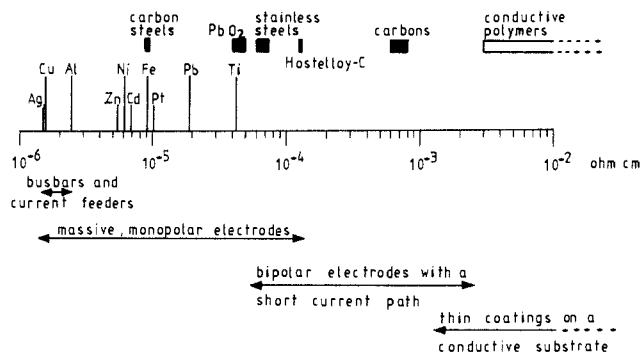 carbon
steels
PbO₂
stainless
steels
Hostelloy-C
carbons
conductive
polymers
Cu Al Ni Fe Pb Ti
Ag Zn Cd Pt
10⁻⁶ 10⁻⁵ 10⁻⁴ 10⁻³ 10⁻² ohm cm
busbars and
current feeders
massive, monopolar electrodes
bipolar electrodes with a
short current path
thin coatings on a
conductive substrate